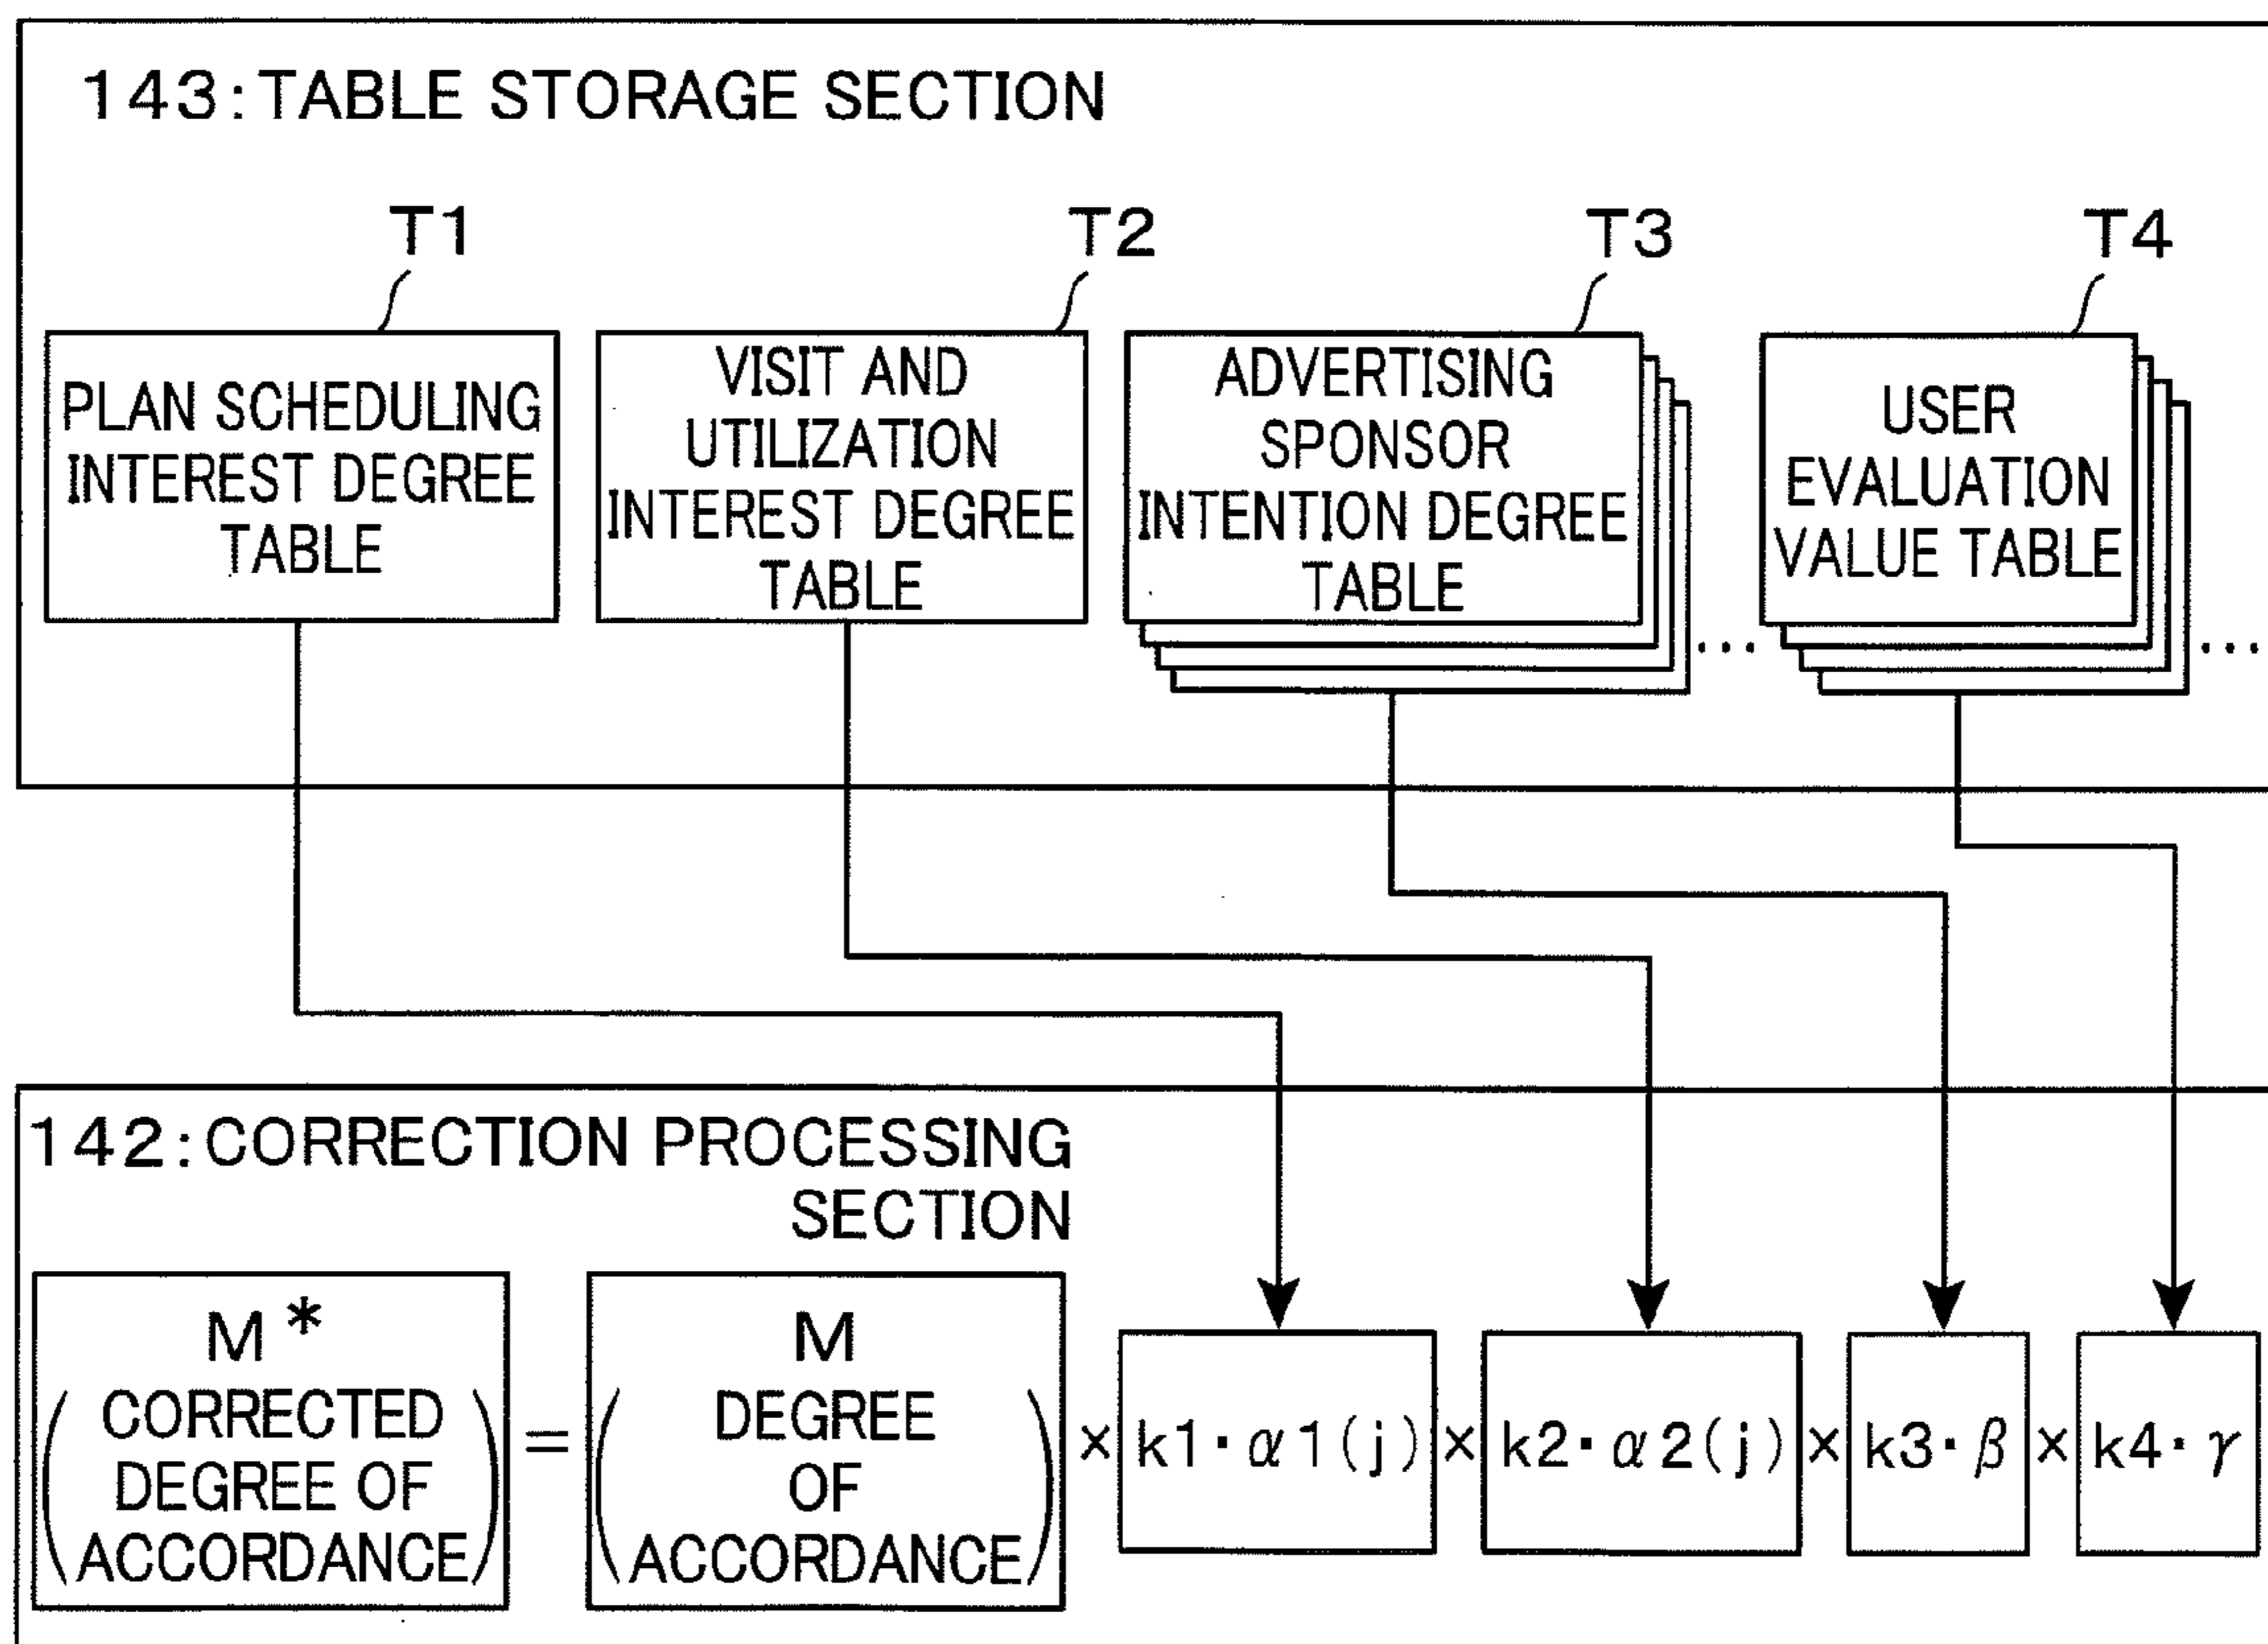 143:TABLE STORAGE SECTION
T1
T2
T3
T4
PLAN SCHEDULING
INTEREST DEGREE
TABLE
VISIT AND
UTILIZATION
INTEREST DEGREE
TABLE
ADVERTISING
SPONSOR
INTENTION DEGREE
TABLE
...
USER
EVALUATION
VALUE TABLE
...
142:CORRECTION PROCESSING
SECTION
M*
(CORRECTED
DEGREE OF
ACCORDANCE)
=
M
(DEGREE
OF
ACCORDANCE)
× k1·α1(j) × k2·α2(j) × k3·β × k4·γ